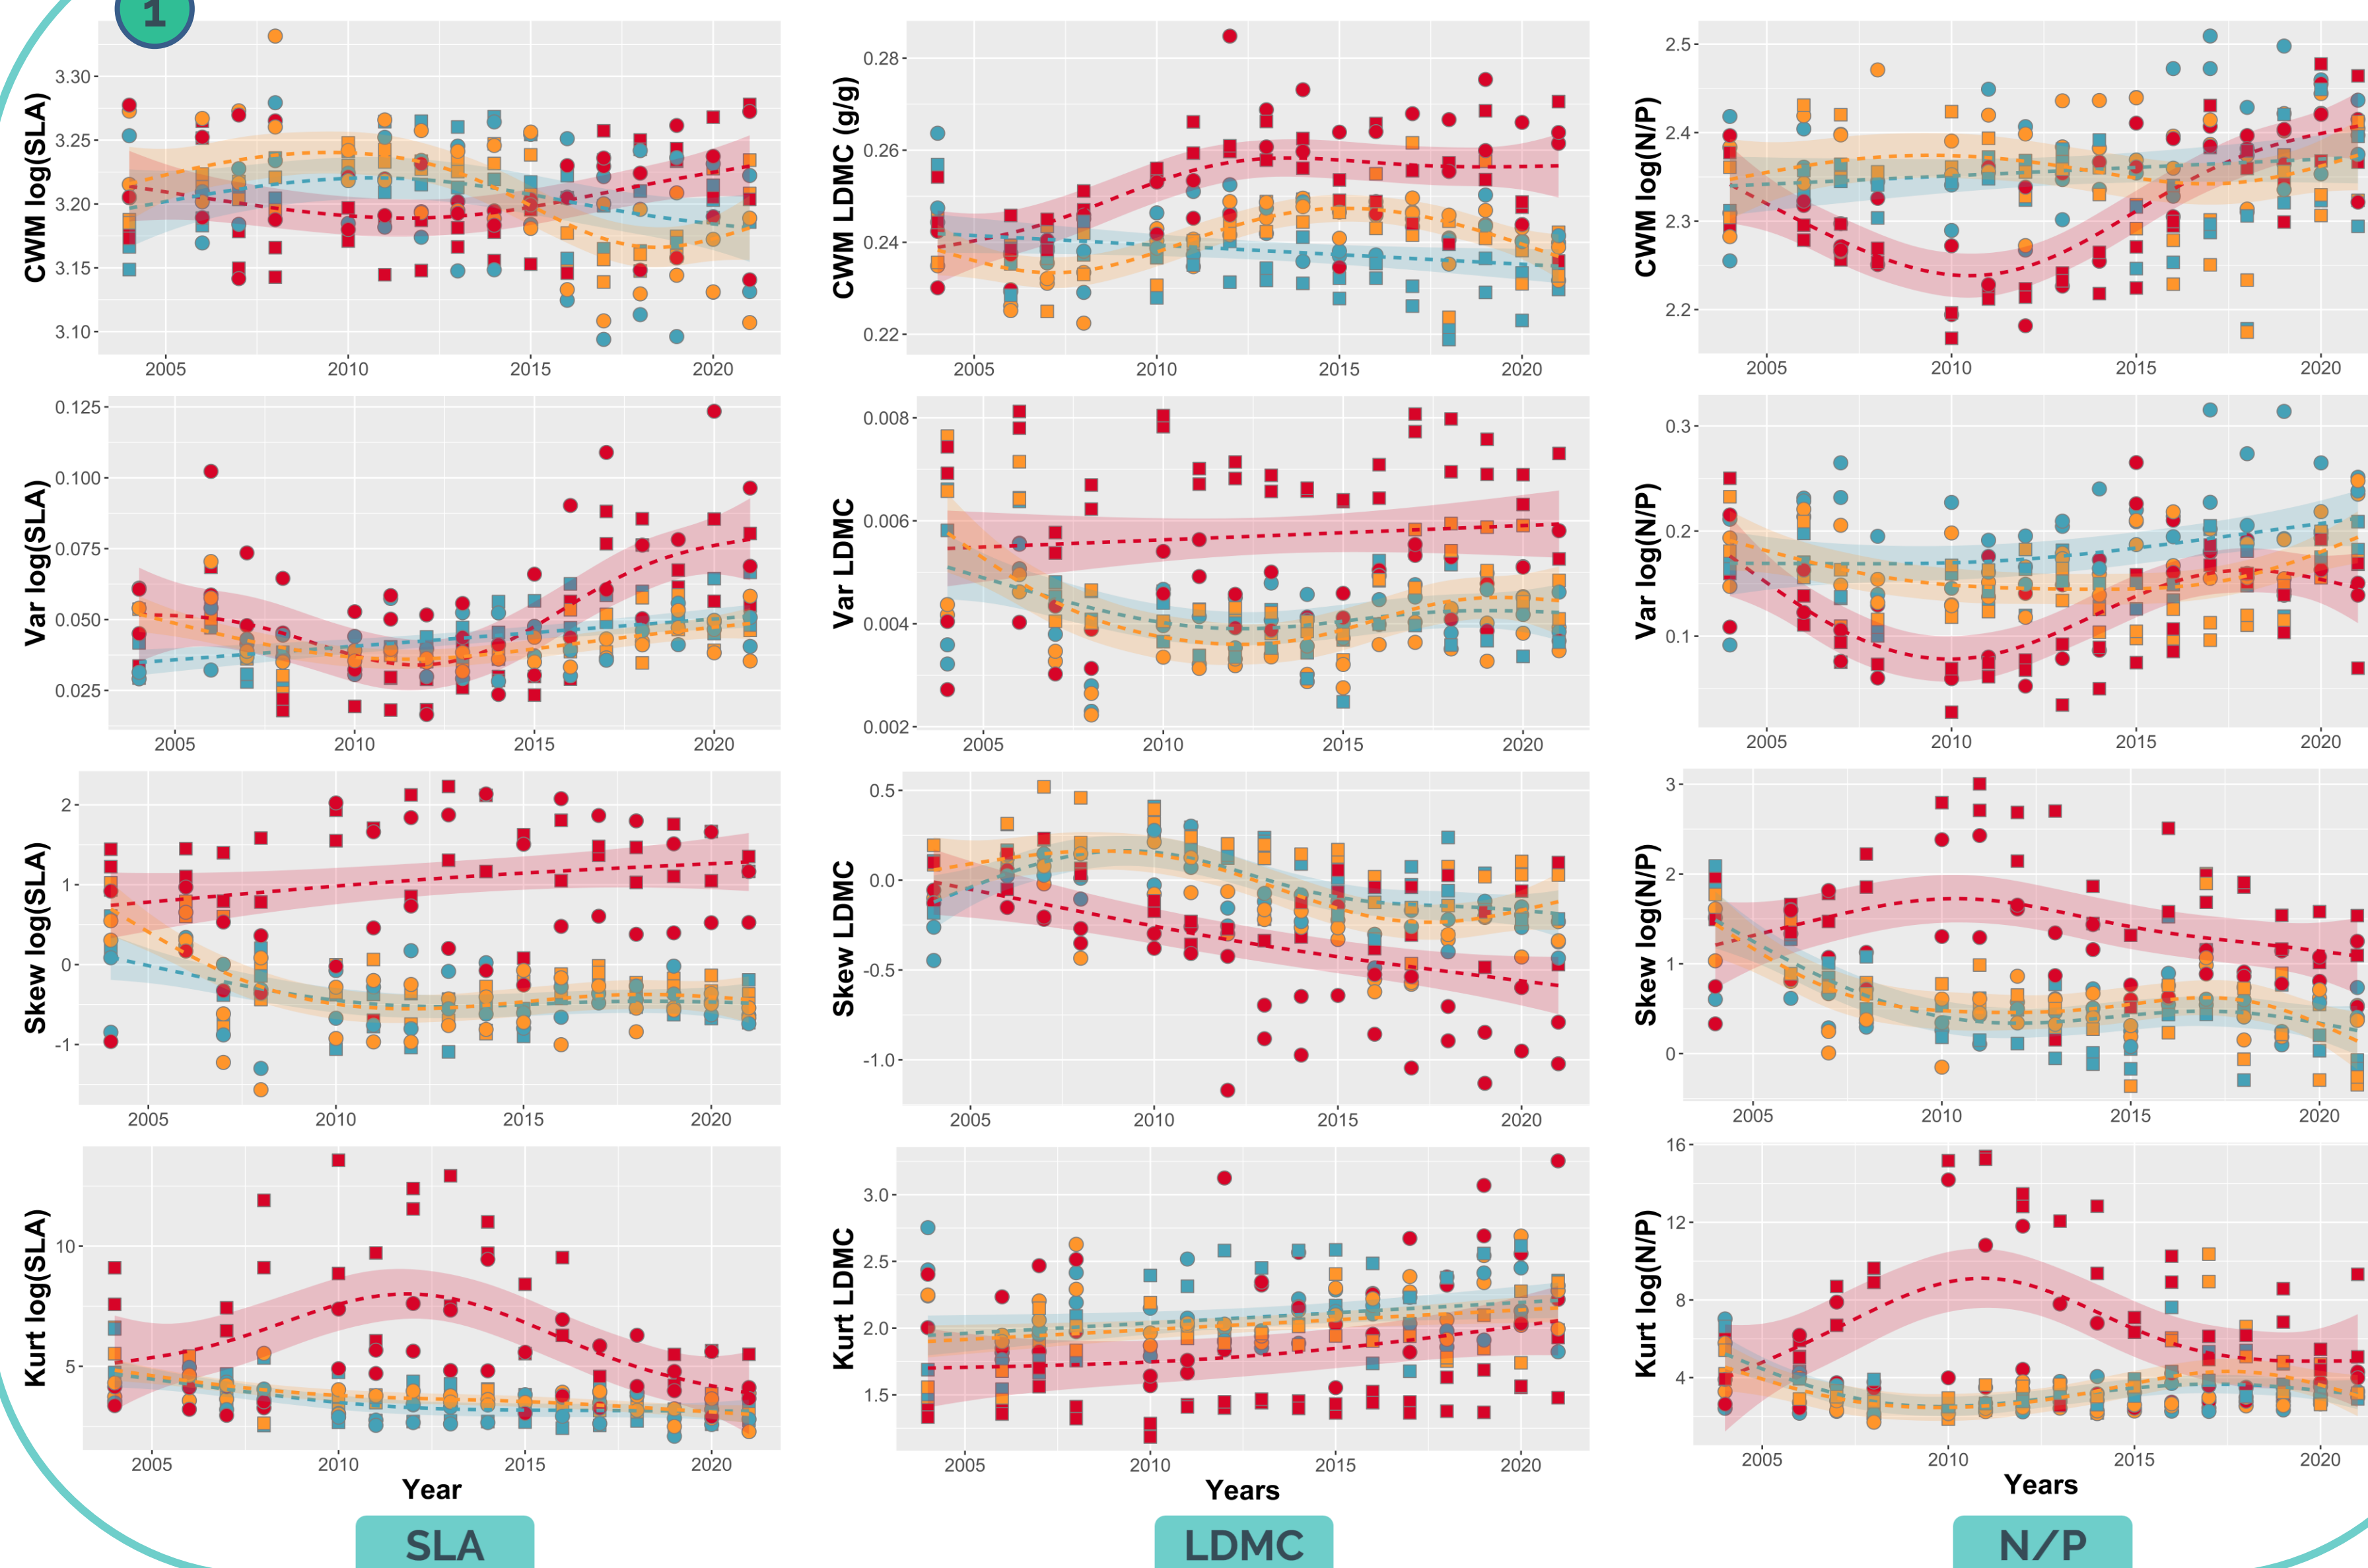 1
CWM log(SLA)
3.30
3.25
3.20
3.15
3.10
2005 2010 2015 2020
CWM LDMC (g/g)
0.28
0.26
0.24
0.22
2005 2010 2015 2020
CWM log(N/P)
2.5
2.4
2.3
2.2
2005 2010 2015 2020
Var log(SLA)
0.125
0.100
0.075
0.050
0.025
2005 2010 2015 2020
Var LDMC
0.008
0.006
0.004
0.002
2005 2010 2015 2020
Var log(N/P)
0.3
0.2
0.1
2005 2010 2015 2020
Skew log(SLA)
2
1
0
-1
2005 2010 2015 2020
Skew LDMC
0.5
0.0
-0.5
-1.0
2005 2010 2015 2020
Skew log(N/P)
3
2
1
0
2005 2010 2015 2020
Kurt log(SLA)
10
5
2005 2010 2015 2020
Year
Kurt LDMC
3.0
2.5
2.0
1.5
2005 2010 2015 2020
Years
Kurt log(N/P)
16
12
8
4
2005 2010 2015 2020
Years
SLA
LDMC
N/P